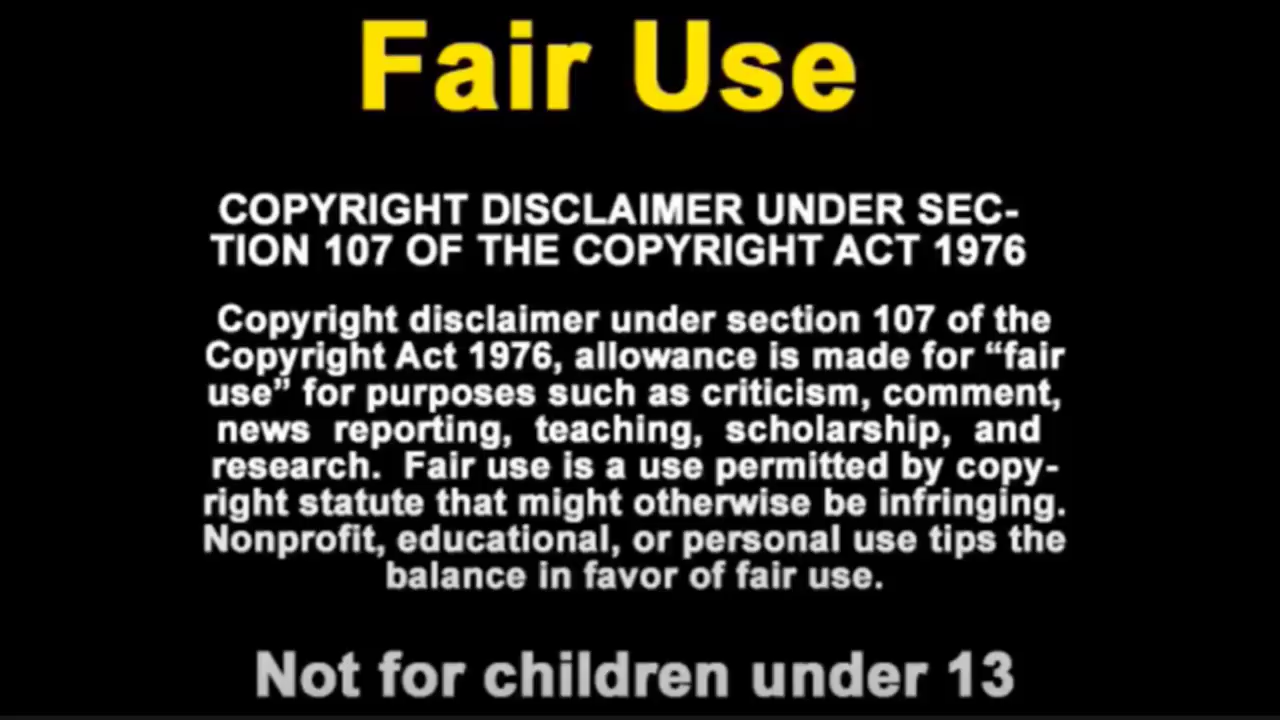 Fair Use
COPYRIGHT DISCLAIMER UNDER SEC-
TION 107 OF THE COPYRIGHT ACT 1976
Copyright disclaimer under section 107 of the
Copyright Act 1976, allowance is made for “fair
use” for purposes such as criticism, comment,
news reporting, teaching, scholarship, and
research. Fair use is a use permitted by copy-
right statute that might otherwise be infringing.
Nonprofit, educational, or personal use tips the
balance in favor of fair use.
Not for children under 13